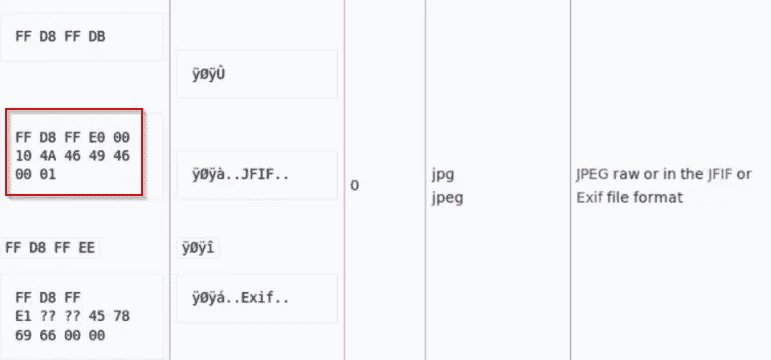 FF D8 FF DB
ÿØÿÛ
FF D8 FF E0 00
10 4A 46 49 46
00 01
ÿØÿà..JFIF..
0
jpg
jpeg
JPEG raw or in the JFIF or
Exif file format
FF D8 FF EE
ÿØÿî
FF D8 FF
E1 ?? ?? 45 78
69 66 00 00
ÿØÿá..Exif..